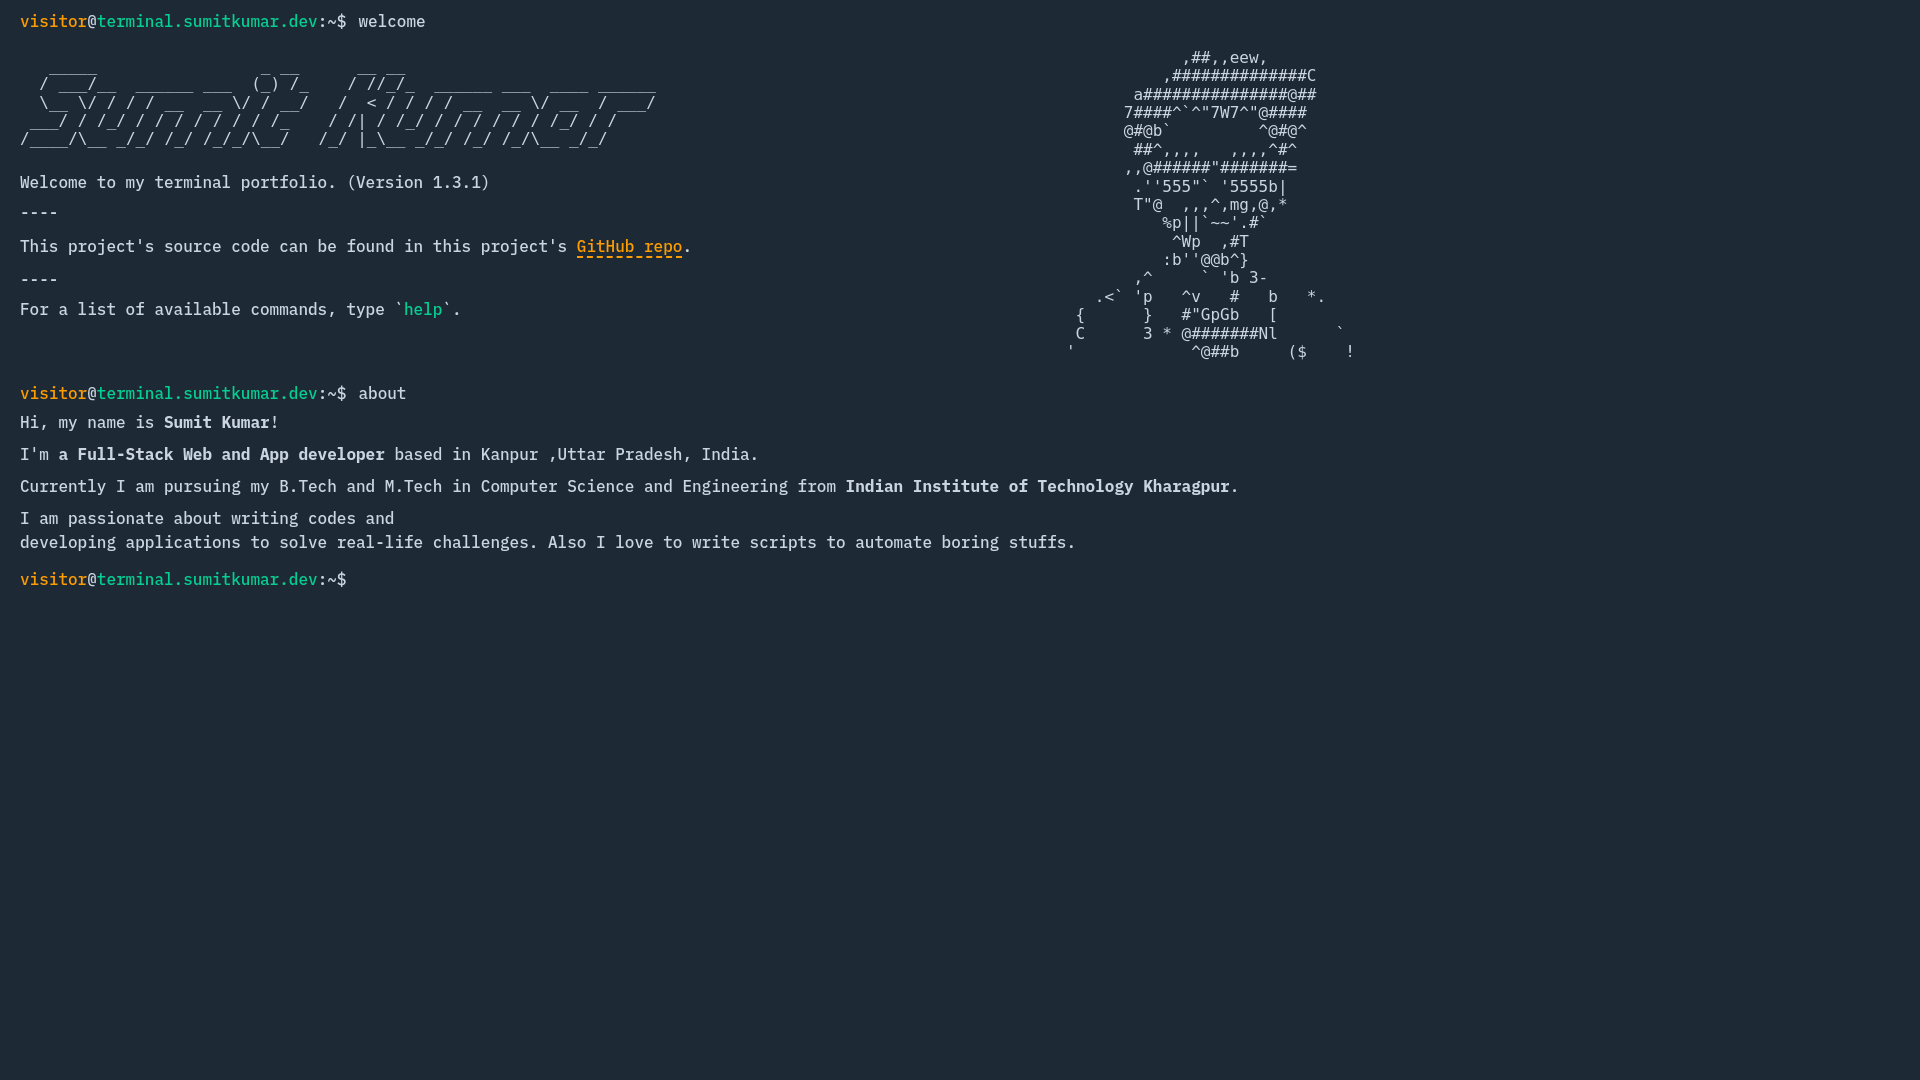 visitor@terminal.sumitkumar.dev:~$ welcome
Sumit Kumar
Welcome to my terminal portfolio. (Version 1.3.1)
----
This project's source code can be found in this project's GitHub repo.
----
For a list of available commands, type `help`.
visitor@terminal.sumitkumar.dev:~$ about
Hi, my name is Sumit Kumar!
I'm a Full-Stack Web and App developer based in Kanpur ,Uttar Pradesh, India.
Currently I am pursuing my B.Tech and M.Tech in Computer Science and Engineering from Indian Institute of Technology Kharagpur.
I am passionate about writing codes and
developing applications to solve real-life challenges. Also I love to write scripts to automate boring stuffs.
visitor@terminal.sumitkumar.dev:~$